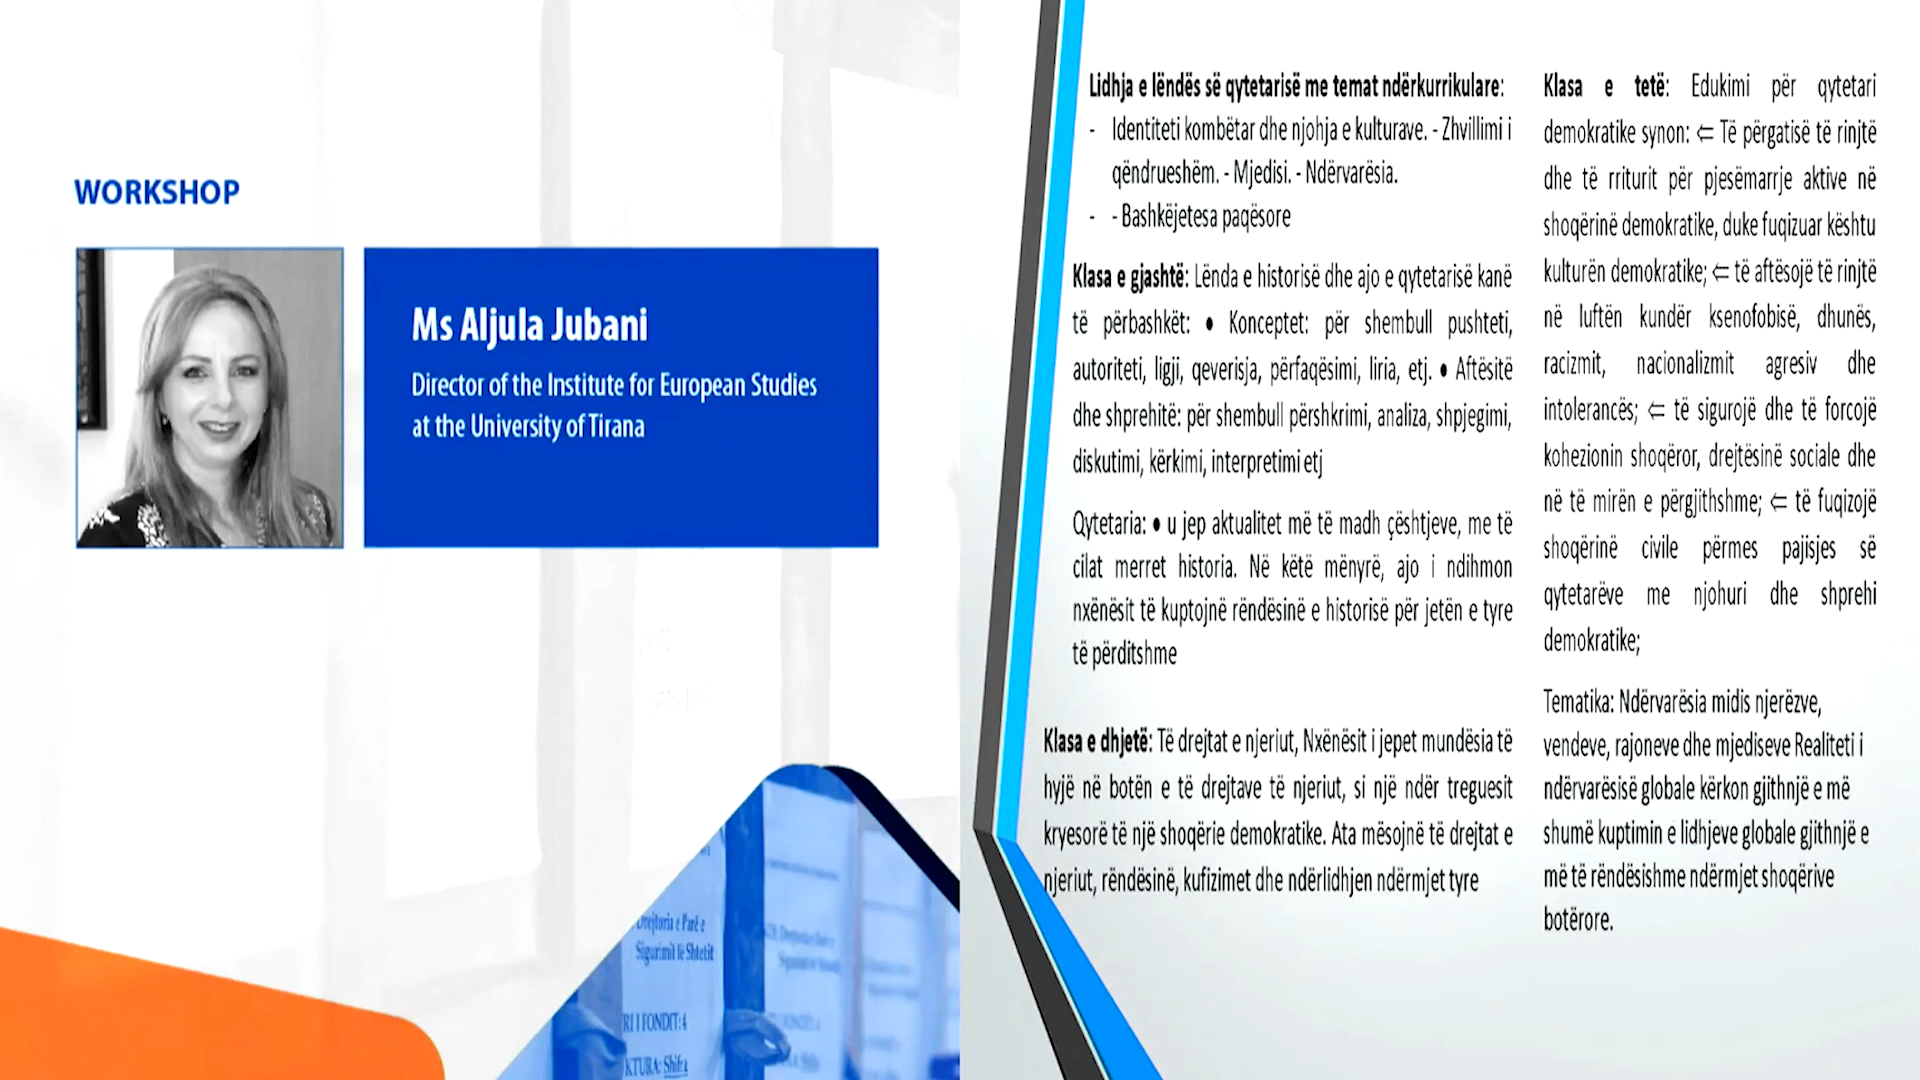 WORKSHOP
Ms Aljula Jubani
Director of the Institute for European Studies
at the University of Tirana
Drejtoria e Parë e
Sigurimit të Shtetit
RI I FONDIT:4
KTURA: Shifra
Lidhja e lëndës së qytetarisë me temat ndërkurrikulare:
- Identiteti kombëtar dhe njohja e kulturave. - Zhvillimi i
qëndrueshëm. - Mjedisi. - Ndërvarësia.
- - Bashkëjetesa paqësore
Klasa e gjashtë: Lënda e historisë dhe ajo e qytetarisë kanë
të përbashkët: • Konceptet: për shembull pushteti,
autoriteti, ligji, qeverisja, përfaqësimi, liria, etj. • Aftësitë
dhe shprehitë: për shembull përshkrimi, analiza, shpjegimi,
diskutimi, kërkimi, interpretimi etj
Qytetaria: • u jep aktualitet më të madh çështjeve, me të
cilat merret historia. Në këtë mënyrë, ajo i ndihmon
nxënësit të kuptojnë rëndësinë e historisë për jetën e tyre
të përditshme
Klasa e dhjetë: Të drejtat e njeriut, Nxënësit i jepet mundësia të
hyjë në botën e të drejtave të njeriut, si një ndër treguesit
kryesorë të një shoqërie demokratike. Ata mësojnë të drejtat e
njeriut, rëndësinë, kufizimet dhe ndërlidhjen ndërmjet tyre
Klasa e tetë: Edukimi për qytetari
demokratike synon: ⇐ Të përgatisë të rinjtë
dhe të rriturit për pjesëmarrje aktive në
shoqërinë demokratike, duke fuqizuar kështu
kulturën demokratike; ⇐ të aftësojë të rinjtë
në luftën kundër ksenofobisë, dhunës,
racizmit, nacionalizmit agresiv dhe
intolerancës; ⇐ të sigurojë dhe të forcojë
kohezionin shoqëror, drejtësinë sociale dhe
në të mirën e përgjithshme; ⇐ të fuqizojë
shoqërinë civile përmes pajisjes së
qytetarëve me njohuri dhe shprehi
demokratike;
Tematika: Ndërvarësia midis njerëzve,
vendeve, rajoneve dhe mjediseve Realiteti i
ndërvarësisë globale kërkon gjithnjë e më
shumë kuptimin e lidhjeve globale gjithnjë e
më të rëndësishme ndërmjet shoqërive
botërore.